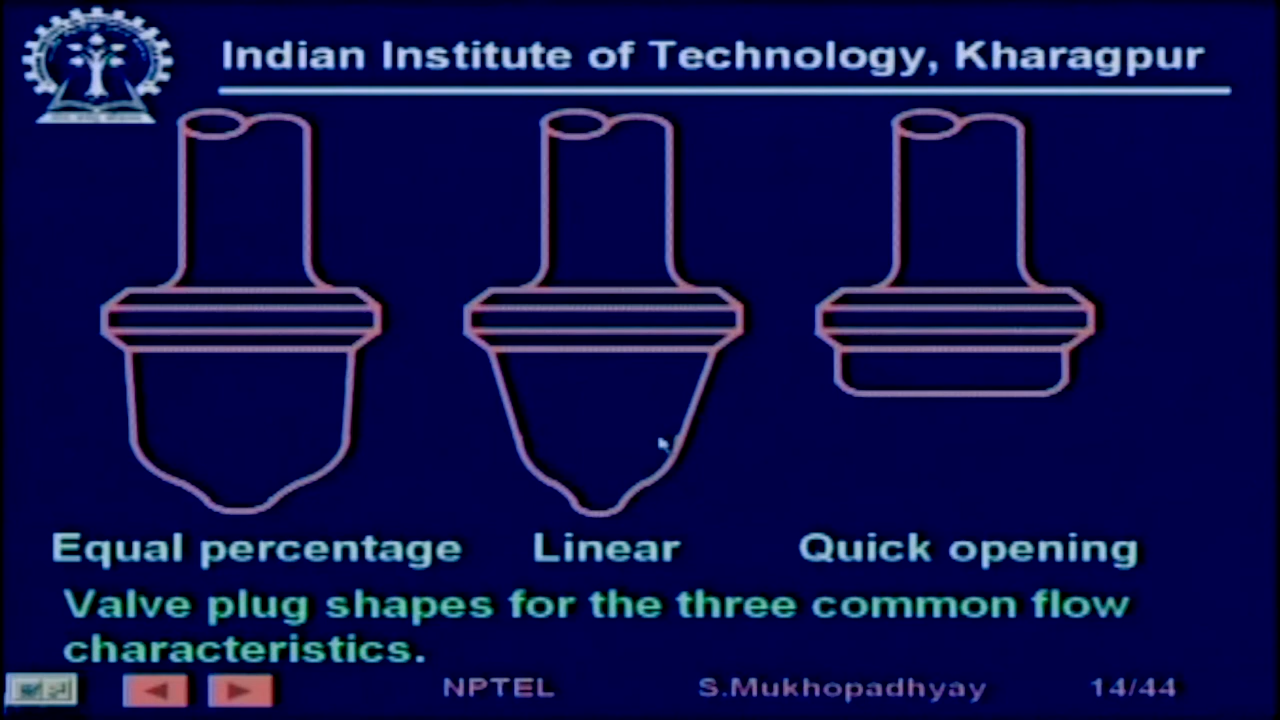 Indian Institute of Technology, Kharagpur
Equal percentage Linear Quick opening
Valve plug shapes for the three common flow
characteristics.
NPTEL S.Mukhopadhyay 14/44